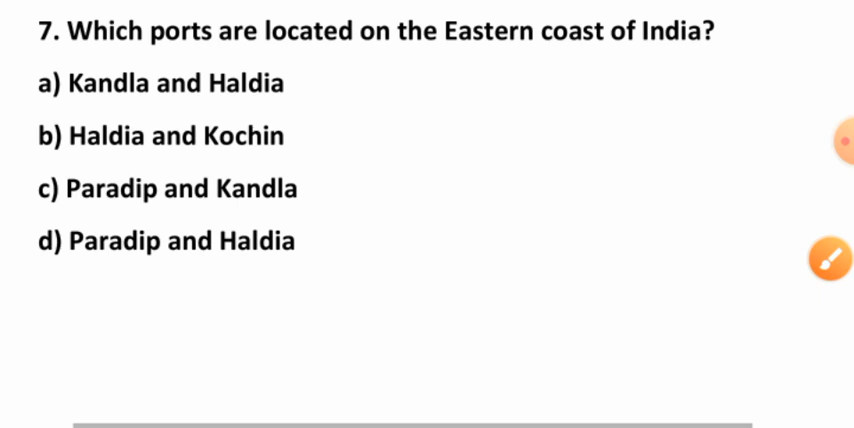 7. Which ports are located on the Eastern coast of India?
a) Kandla and Haldia
b) Haldia and Kochin
c) Paradip and Kandla
d) Paradip and Haldia